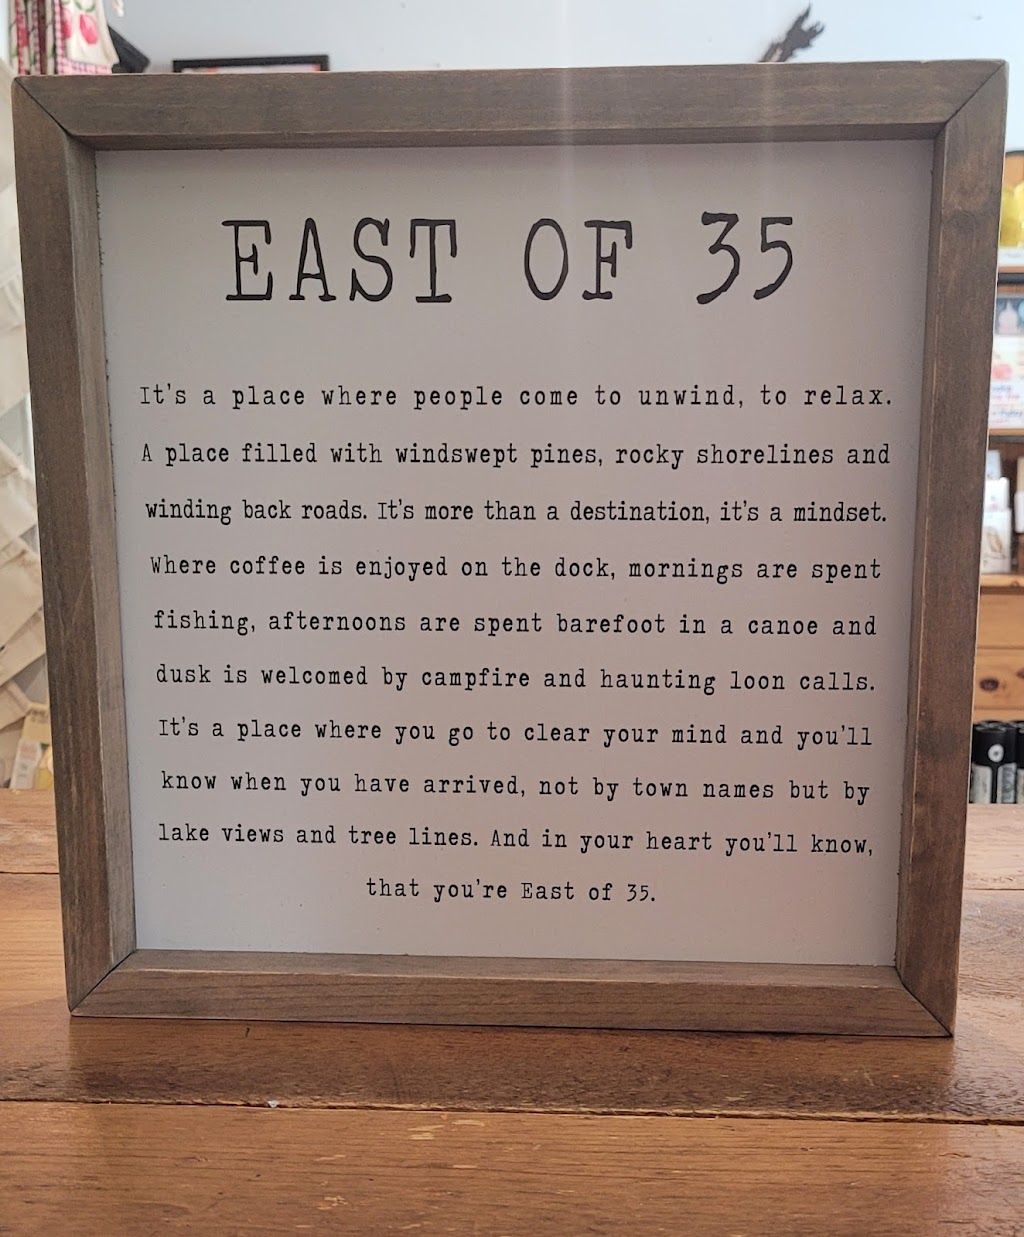 EAST OF 35
It's a place where people come to unwind, to relax.
A place filled with windswept pines, rocky shorelines and
winding back roads. It's more than a destination, it's a mindset.
Where coffee is enjoyed on the dock, mornings are spent
fishing, afternoons are spent barefoot in a canoe and
dusk is welcomed by campfire and haunting loon calls.
It's a place where you go to clear your mind and you'll
know when you have arrived, not by town names but by
lake views and tree lines. And in your heart you'll know,
that you're East of 35.